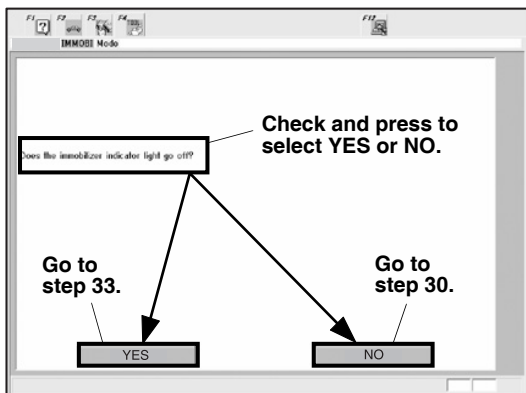 F1 F2 F3 F4 F12
IMMOBI Mode
Check and press to
select YES or NO.
Does the immobilizer indicator light go off?
Go to
step 33.
Go to
step 30.
YES
NO